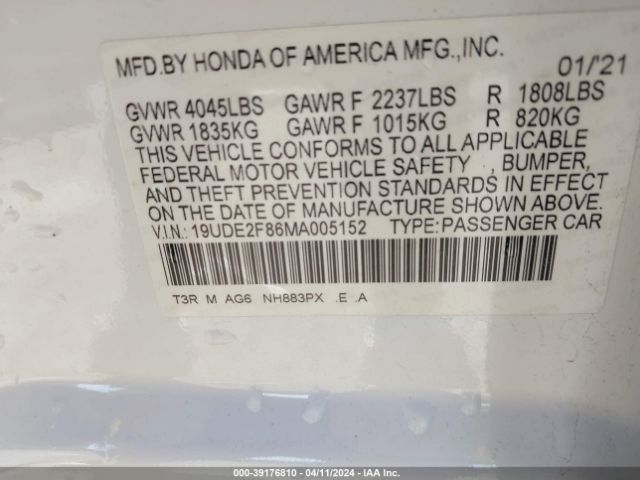 MFD.BY HONDA OF AMERICA MFG.,INC. 01/'21
GVWR 4045LBS GAWR F 2237LBS R 1808LBS
GVWR 1835KG GAWR F 1015KG R 820KG
THIS VEHICLE CONFORMS TO ALL APPLICABLE
FEDERAL MOTOR VEHICLE SAFETY , BUMPER,
AND THEFT PREVENTION STANDARDS IN EFFECT
ON THE DATE OF MANUFACTURE SHOWN ABOVE.
V.I.N.: 19UDE2F86MA005152 TYPE:PASSENGER CAR
T3R M AG6 NH883PX .E .A
000-39176810 - 04/11/2024 - IAA Inc.